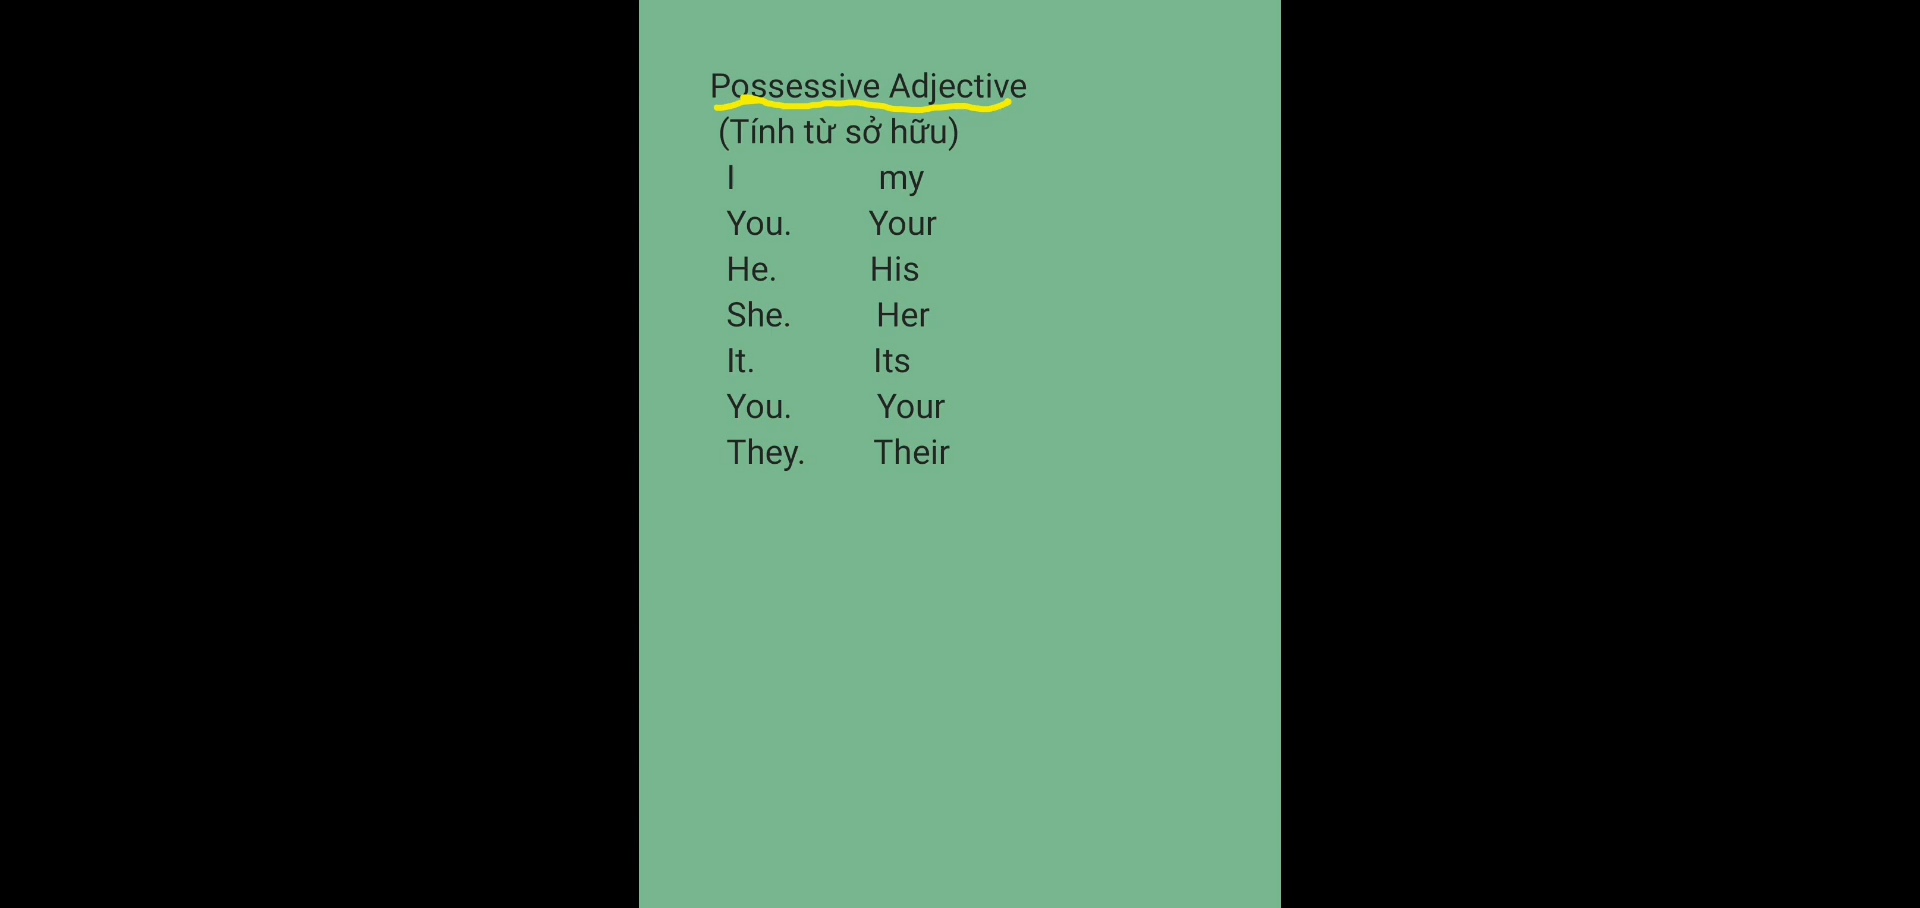 Possessive Adjective
(Tính từ sở hữu)
I my
You. Your
He. His
She. Her
It. Its
You. Your
They. Their